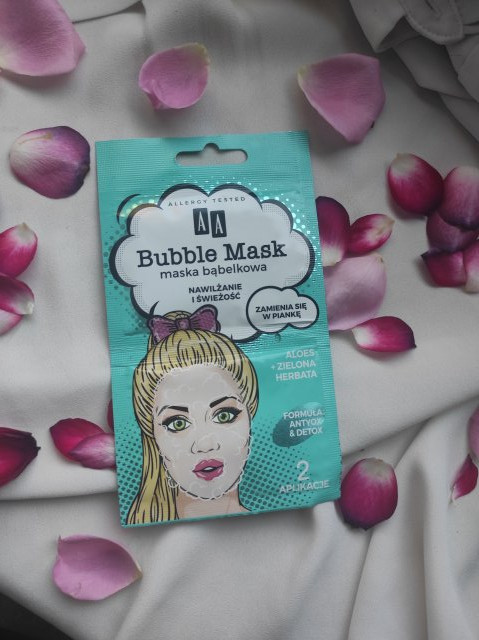 ALLERGY TESTED
AA
Bubble Mask
maska bąbelkowa
NAWILŻANIE
I ŚWIEŻOŚĆ
ZAMIENIA SIĘ
W PIANKĘ
ALOES
+ ZIELONA
HERBATA
FORMUŁA
ANTYOX
& DETOX
2
APLIKACJE